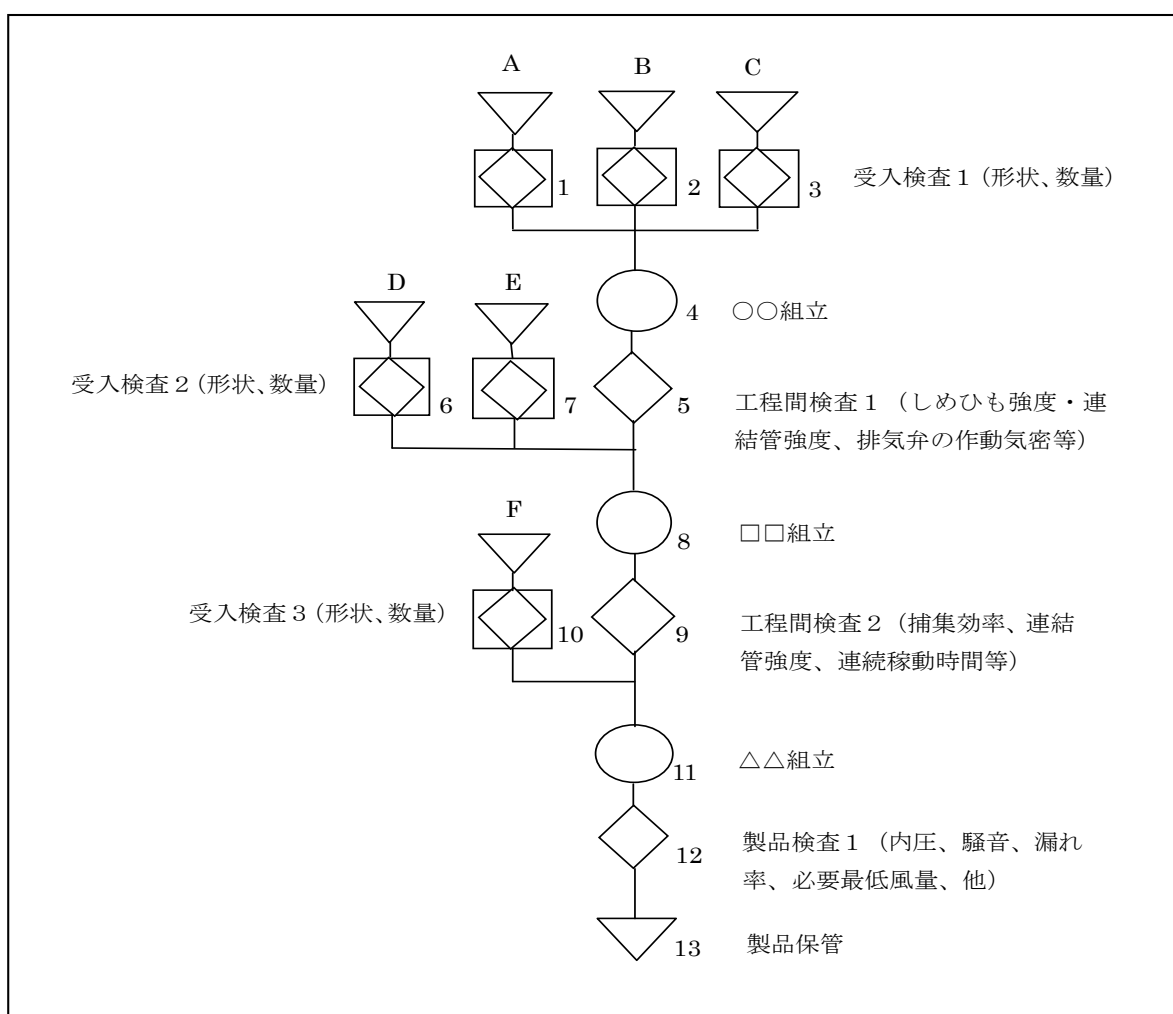 A B C
1 2 3 受入検査１（形状、数量）
4 ○○組立
D E
受入検査２（形状、数量） 6 7 5 工程間検査１（しめひも強度・連
結管強度、排気弁の作動気密等）
8 □□組立
F
受入検査３（形状、数量） 10 9 工程間検査２（捕集効率、連結
管強度、連続稼動時間等）
11 △△組立
12 製品検査１（内圧、騒音、漏れ
率、必要最低風量、他）
13 製品保管